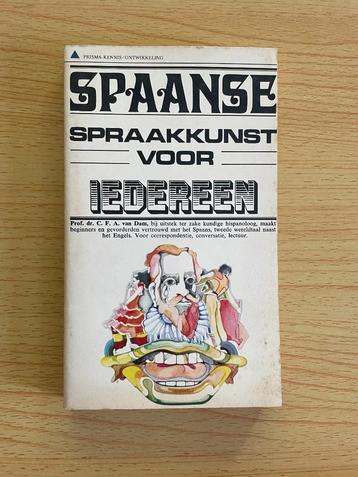 PRISMA-KENNIS/ONTWIKKELING
SPAANSE
SPRAAKKUNST
VOOR
IEDEREEN
Prof. dr. C. F. A. van Dam, bij uitstek ter zake kundige hispanoloog, maakt
beginners en gevorderden vertrouwd met het Spaans, tweede wereldtaal naast
het Engels. Voor correspondentie, conversatie, lectuur.